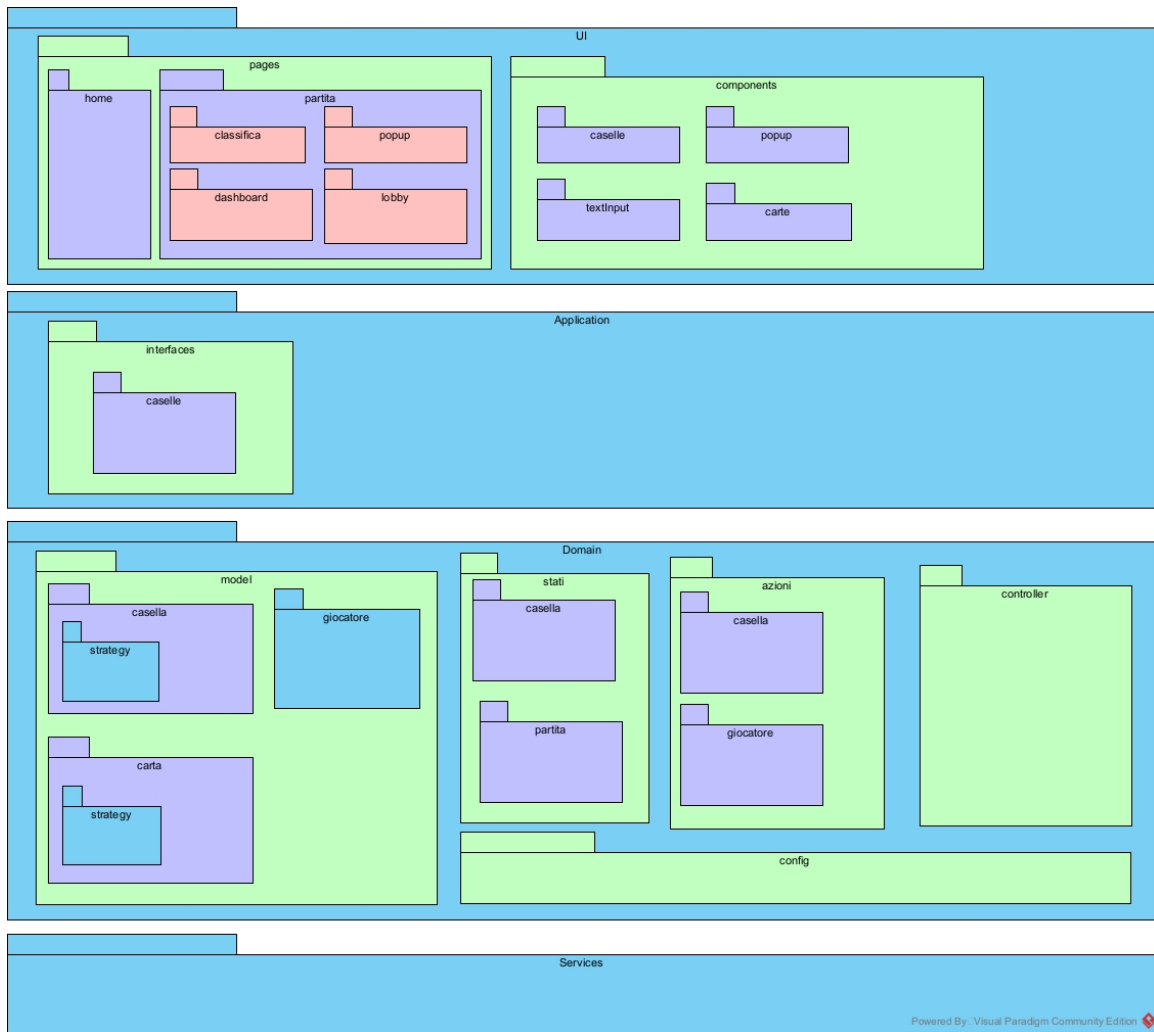 UI
pages
home
partita
classifica
popup
dashboard
lobby
components
caselle
popup
textInput
carte
Application
interfaces
caselle
Domain
model
casella
strategy
giocatore
carta
strategy
stati
casella
partita
azioni
casella
giocatore
controller
config
Services
Powered By Visual Paradigm Community Edition